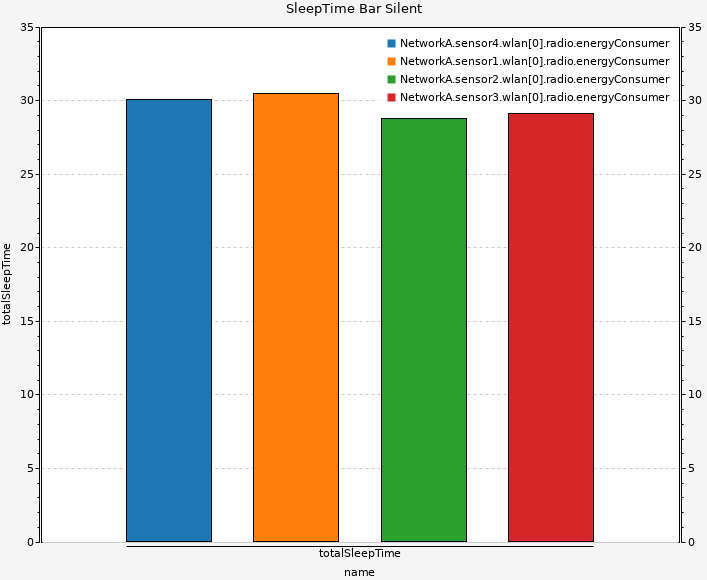 SleepTime Bar Silent
NetworkA.sensor4.wlan[0].radio.energyConsumer
NetworkA.sensor1.wlan[0].radio.energyConsumer
NetworkA.sensor2.wlan[0].radio.energyConsumer
NetworkA.sensor3.wlan[0].radio.energyConsumer
35 35
30 30
25 25
20 20
15 15
10 10
5 5
0 0
totalSleepTime
totalSleepTime
name